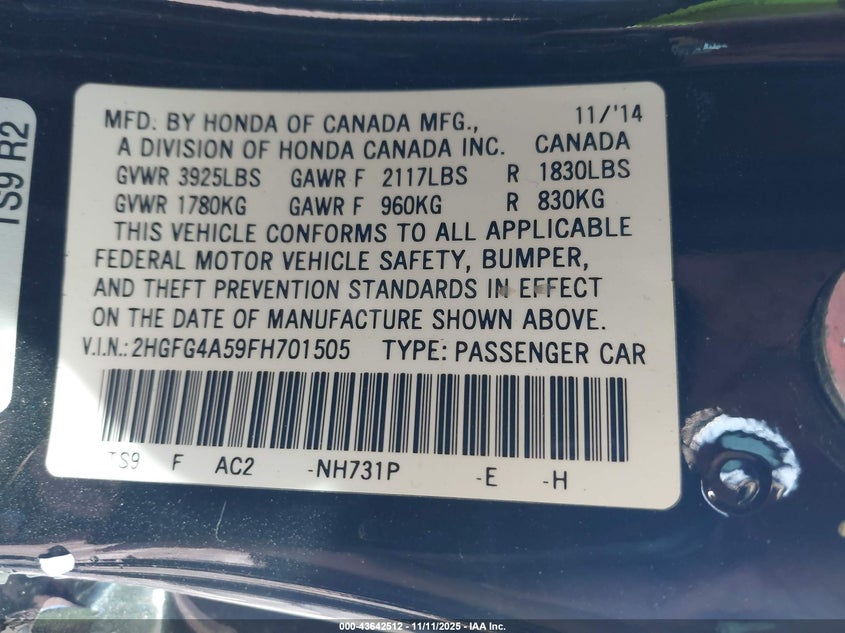 TS9 R2
MFD. BY HONDA OF CANADA MFG., 11/'14
A DIVISION OF HONDA CANADA INC. CANADA
GVWR 3925LBS GAWR F 2117LBS R 1830LBS
GVWR 1780KG GAWR F 960KG R 830KG
THIS VEHICLE CONFORMS TO ALL APPLICABLE
FEDERAL MOTOR VEHICLE SAFETY, BUMPER,
AND THEFT PREVENTION STANDARDS IN EFFECT
ON THE DATE OF MANUFACTURE SHOWN ABOVE.
V.I.N.: 2HGFG4A59FH701505 TYPE: PASSENGER CAR
TS9 F AC2 -NH731P -E -H
000-43642512 - 11/11/2025 - IAA Inc.